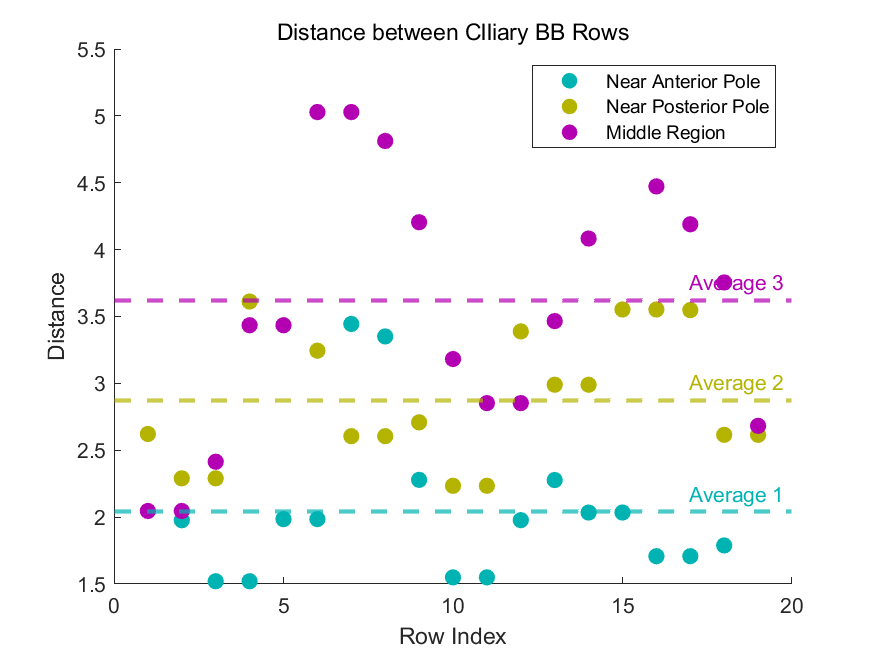 Distance between CIliary BB Rows
5.5
5
4.5
4
3.5
3
2.5
2
1.5
Distance
Near Anterior Pole
Near Posterior Pole
Middle Region
Average 3
Average 2
Average 1
0
5
10
15
20
Row Index